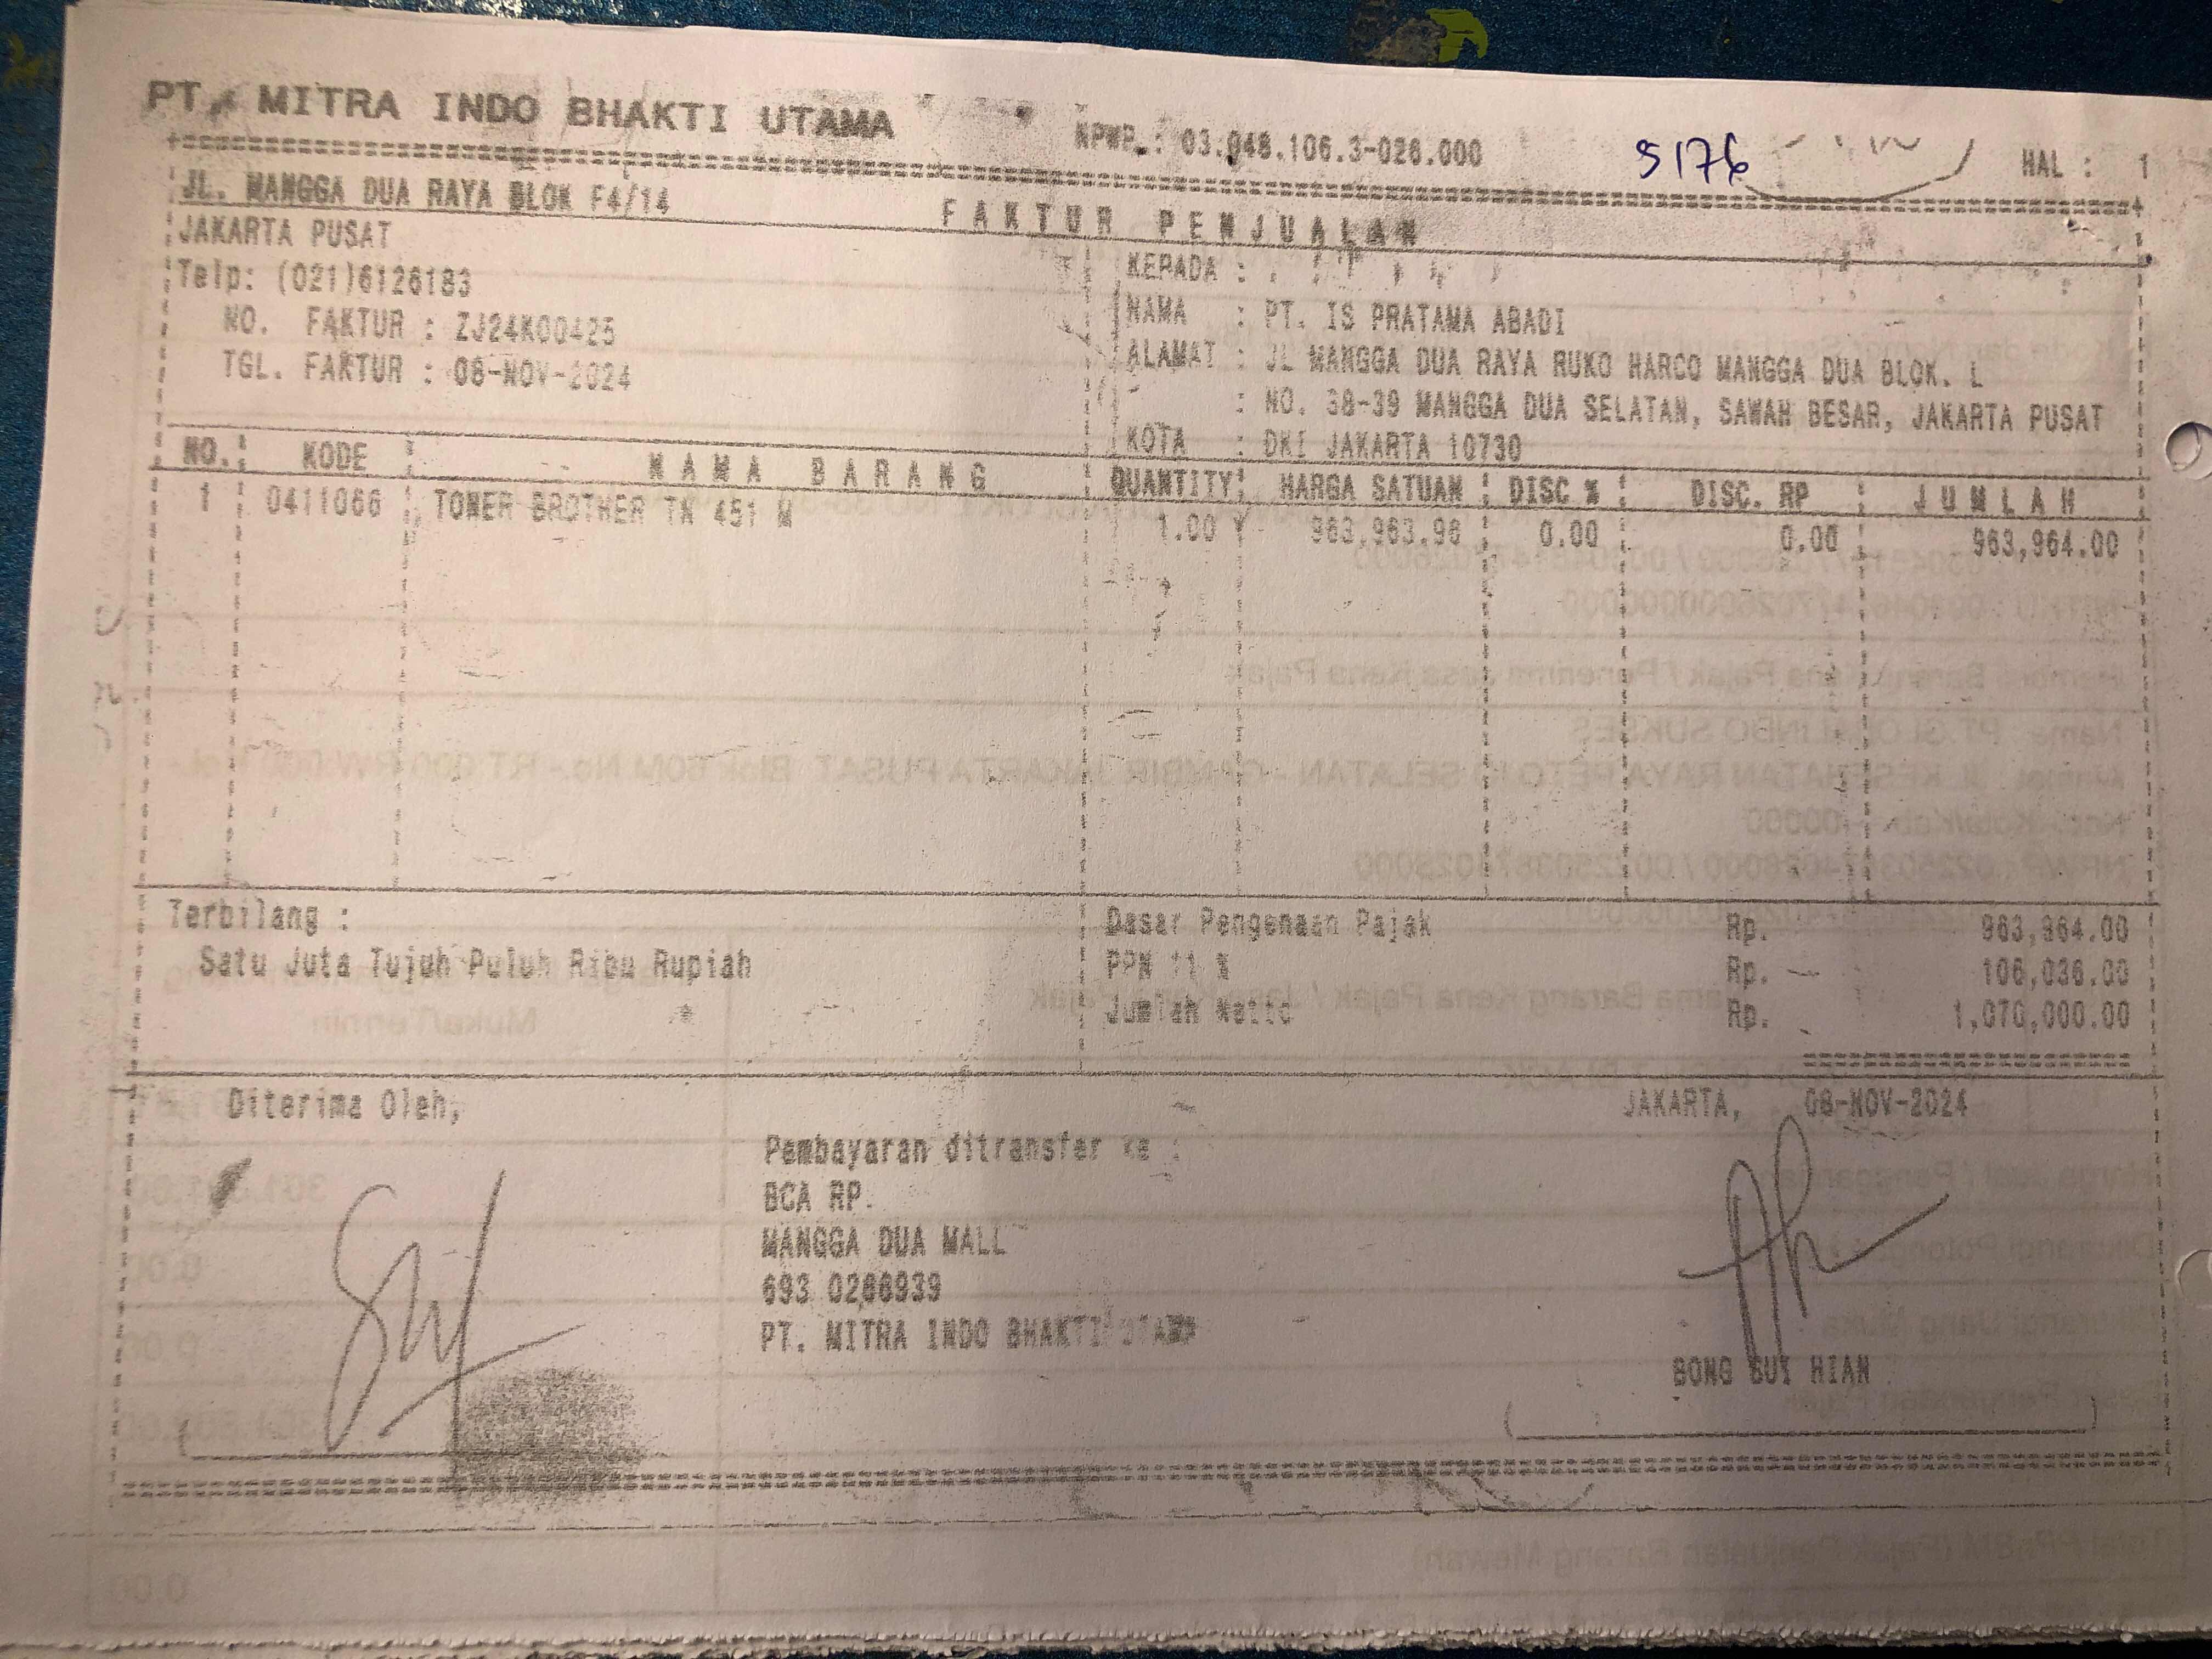 PT. MITRA INDO BHAKTI UTAMA
NPWP. : 03.048.106.3-026.000
5176
HAL : 1
JL. MANGGA DUA RAYA BLOK F4/14
FAKTUR PENJUALAN
JAKARTA PUSAT
Telp: (021)6126183
NO. FAKTUR : ZJ24K00425
TGL. FAKTUR : 08-NOV-2024
KEPADA :
NAMA : PT. IS PRATAMA ABADI
ALAMAT : JL MANGGA DUA RAYA RUKO HARCO MANGGA DUA BLOK. L
: NO. 38-39 MANGGA DUA SELATAN, SAWAH BESAR, JAKARTA PUSAT
KOTA : DKI JAKARTA 10730
NO. KODE NAMA BARANG QUANTITY HARGA SATUAN DISC % DISC. RP JUMLAH
1 0411066 TONER BROTHER TN 451 M 1.00 963,963.96 0.00 0.00 963,964.00
Terbilang :
Satu Juta Tujuh Puluh Ribu Rupiah
Dasar Pengenaan Pajak Rp. 963,964.00
PPN 11 % Rp. 106,036.00
Jumlah Netto Rp. 1,070,000.00
Diterima Oleh,
JAKARTA, 08-NOV-2024
Pembayaran ditransfer ke :
BCA RP.
MANGGA DUA MALL
693 0266939
PT. MITRA INDO BHAKTI UTAMA
BONG BUI HIAN